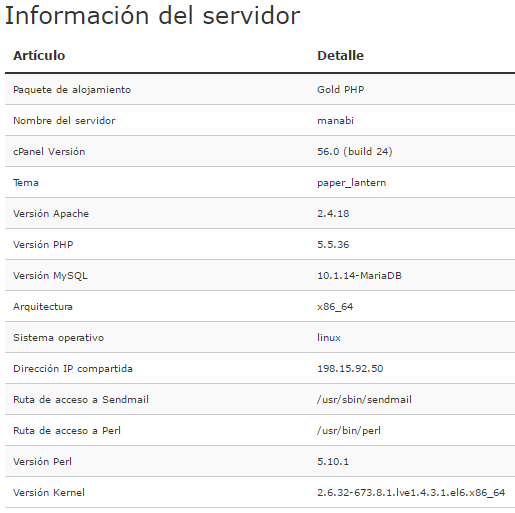 Información del servidor
Artículo Detalle
Paquete de alojamiento Gold PHP
Nombre del servidor manabi
cPanel Versión 56.0 (build 24)
Tema paper_lantern
Versión Apache 2.4.18
Versión PHP 5.5.36
Versión MySQL 10.1.14-MariaDB
Arquitectura x86_64
Sistema operativo linux
Dirección IP compartida 198.15.92.50
Ruta de acceso a Sendmail /usr/sbin/sendmail
Ruta de acceso a Perl /usr/bin/perl
Versión Perl 5.10.1
Versión Kernel 2.6.32-673.8.1.lve1.4.3.1.el6.x86_64